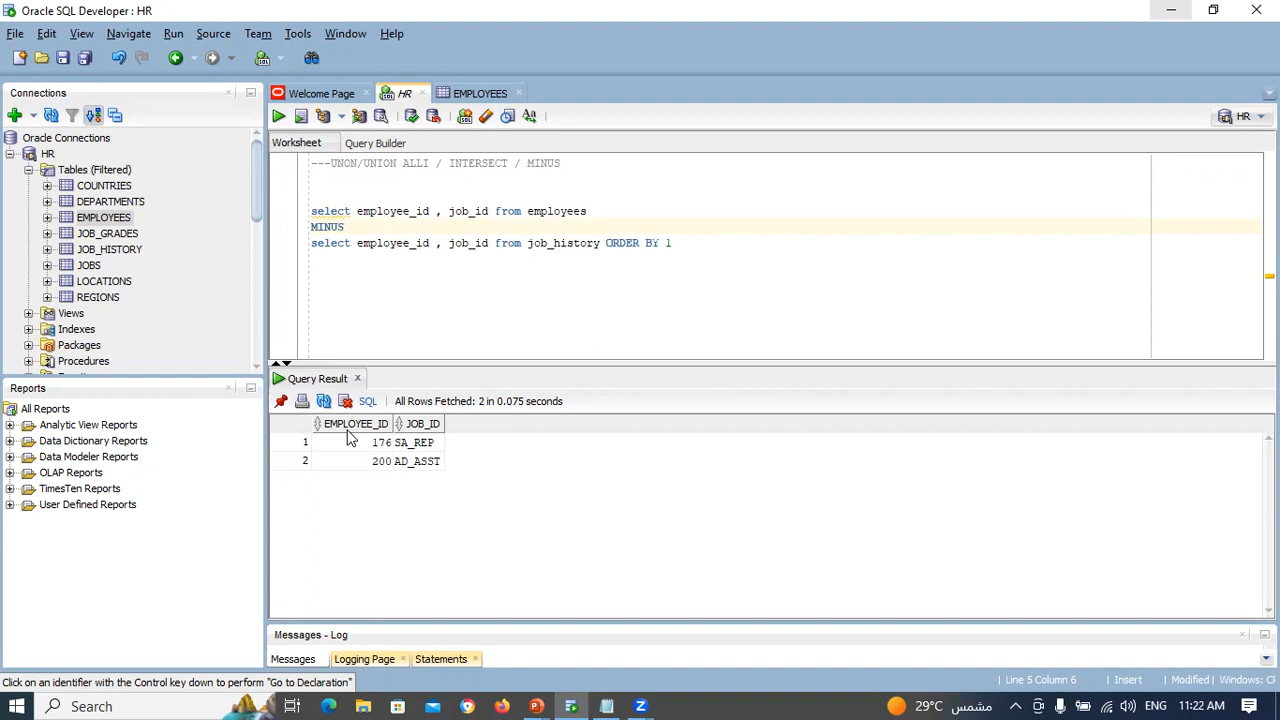 Oracle SQL Developer: HR
File Edit View Navigate Run Source Team Tools Window Help
Connections
Oracle Connections
HR
Tables (Filtered)
COUNTRIES
DEPARTMENTS
EMPLOYEES
JOB_GRADES
JOB_HISTORY
JOBS
LOCATIONS
REGIONS
Views
Indexes
Packages
Procedures
Reports
All Reports
Analytic View Reports
Data Dictionary Reports
Data Modeler Reports
OLAP Reports
TimesTen Reports
User Defined Reports
Welcome Page HR EMPLOYEES
HR
Worksheet Query Builder
---UNON/UNION ALLI / INTERSECT / MINUS
select employee_id , job_id from employees
MINUS
select employee_id , job_id from job_history ORDER BY 1
Query Result
SQL All Rows Fetched: 2 in 0.075 seconds
EMPLOYEE_ID JOB_ID
1 176 SA_REP
2 200 AD_ASST
Messages - Log
Messages Logging Page Statements
Click on an identifier with the Control key down to perform "Go to Declaration"
Line 5 Column 6 Insert Modified Windows: CF
Search 29°C مشمس ENG 11:22 AM